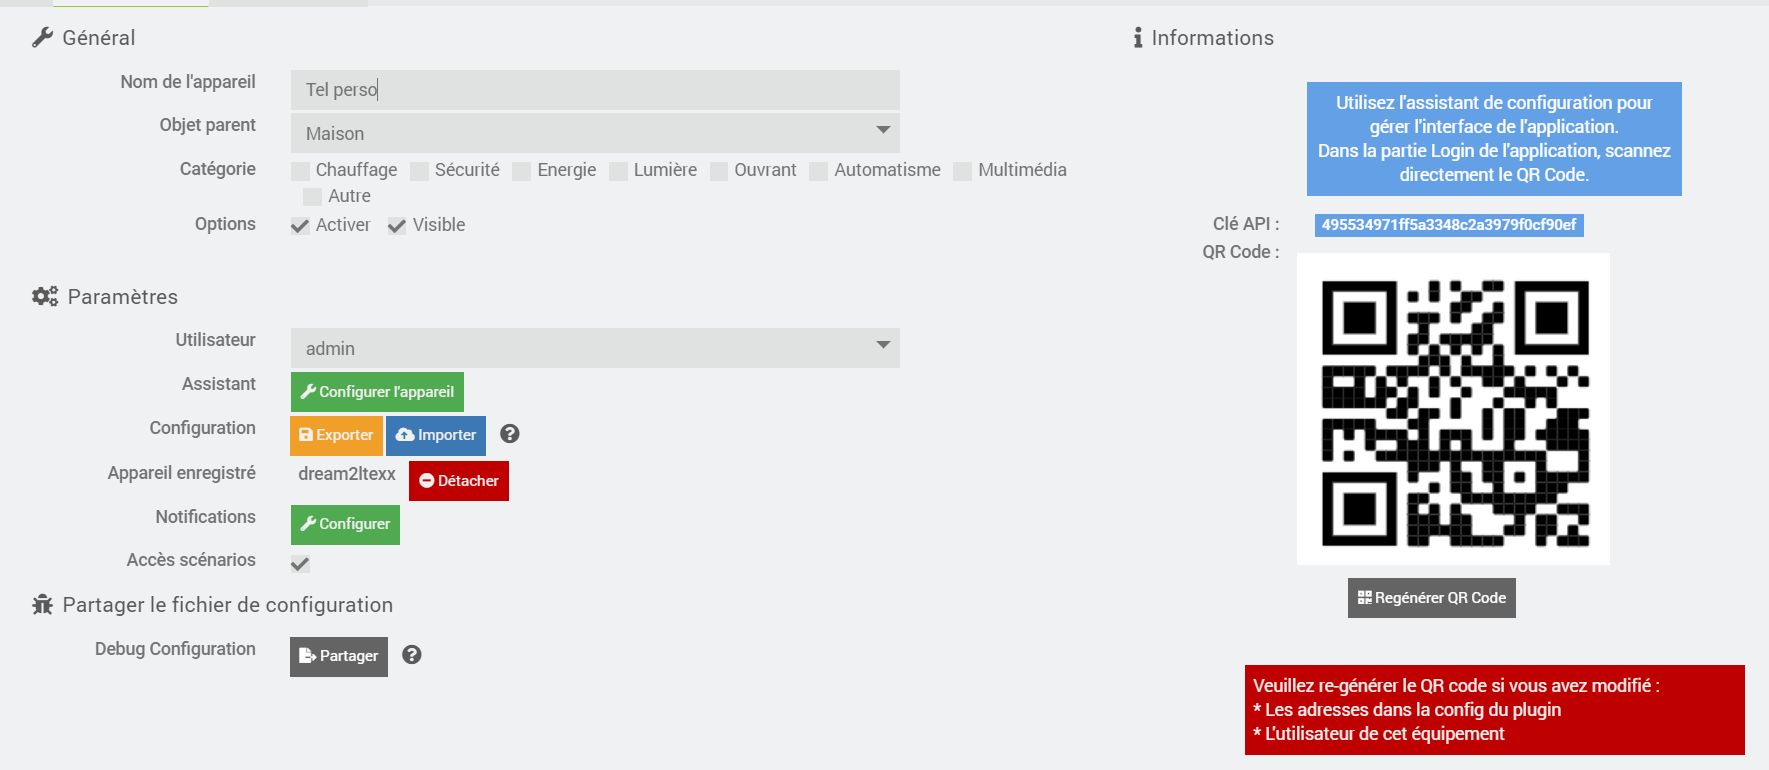 Général
Nom de l'appareil
Tel perso
Objet parent
Maison
Catégorie
Chauffage Sécurité Energie Lumière Ouvrant Automatisme Multimédia
Autre
Options
Activer Visible
Paramètres
Utilisateur
admin
Assistant
Configurer l'appareil
Configuration
Exporter Importer ?
Appareil enregistré
dream2ltexx Détacher
Notifications
Configurer
Accès scénarios
Partager le fichier de configuration
Debug Configuration
Partager ?
Informations
Utilisez l'assistant de configuration pour
gérer l'interface de l'application.
Dans la partie Login de l'application, scannez
directement le QR Code.
Clé API : 495534971ff5a3348c2a3979f0cf90ef
QR Code :
Regénérer QR Code
Veuillez re-générer le QR code si vous avez modifié :
* Les adresses dans la config du plugin
* L'utilisateur de cet équipement